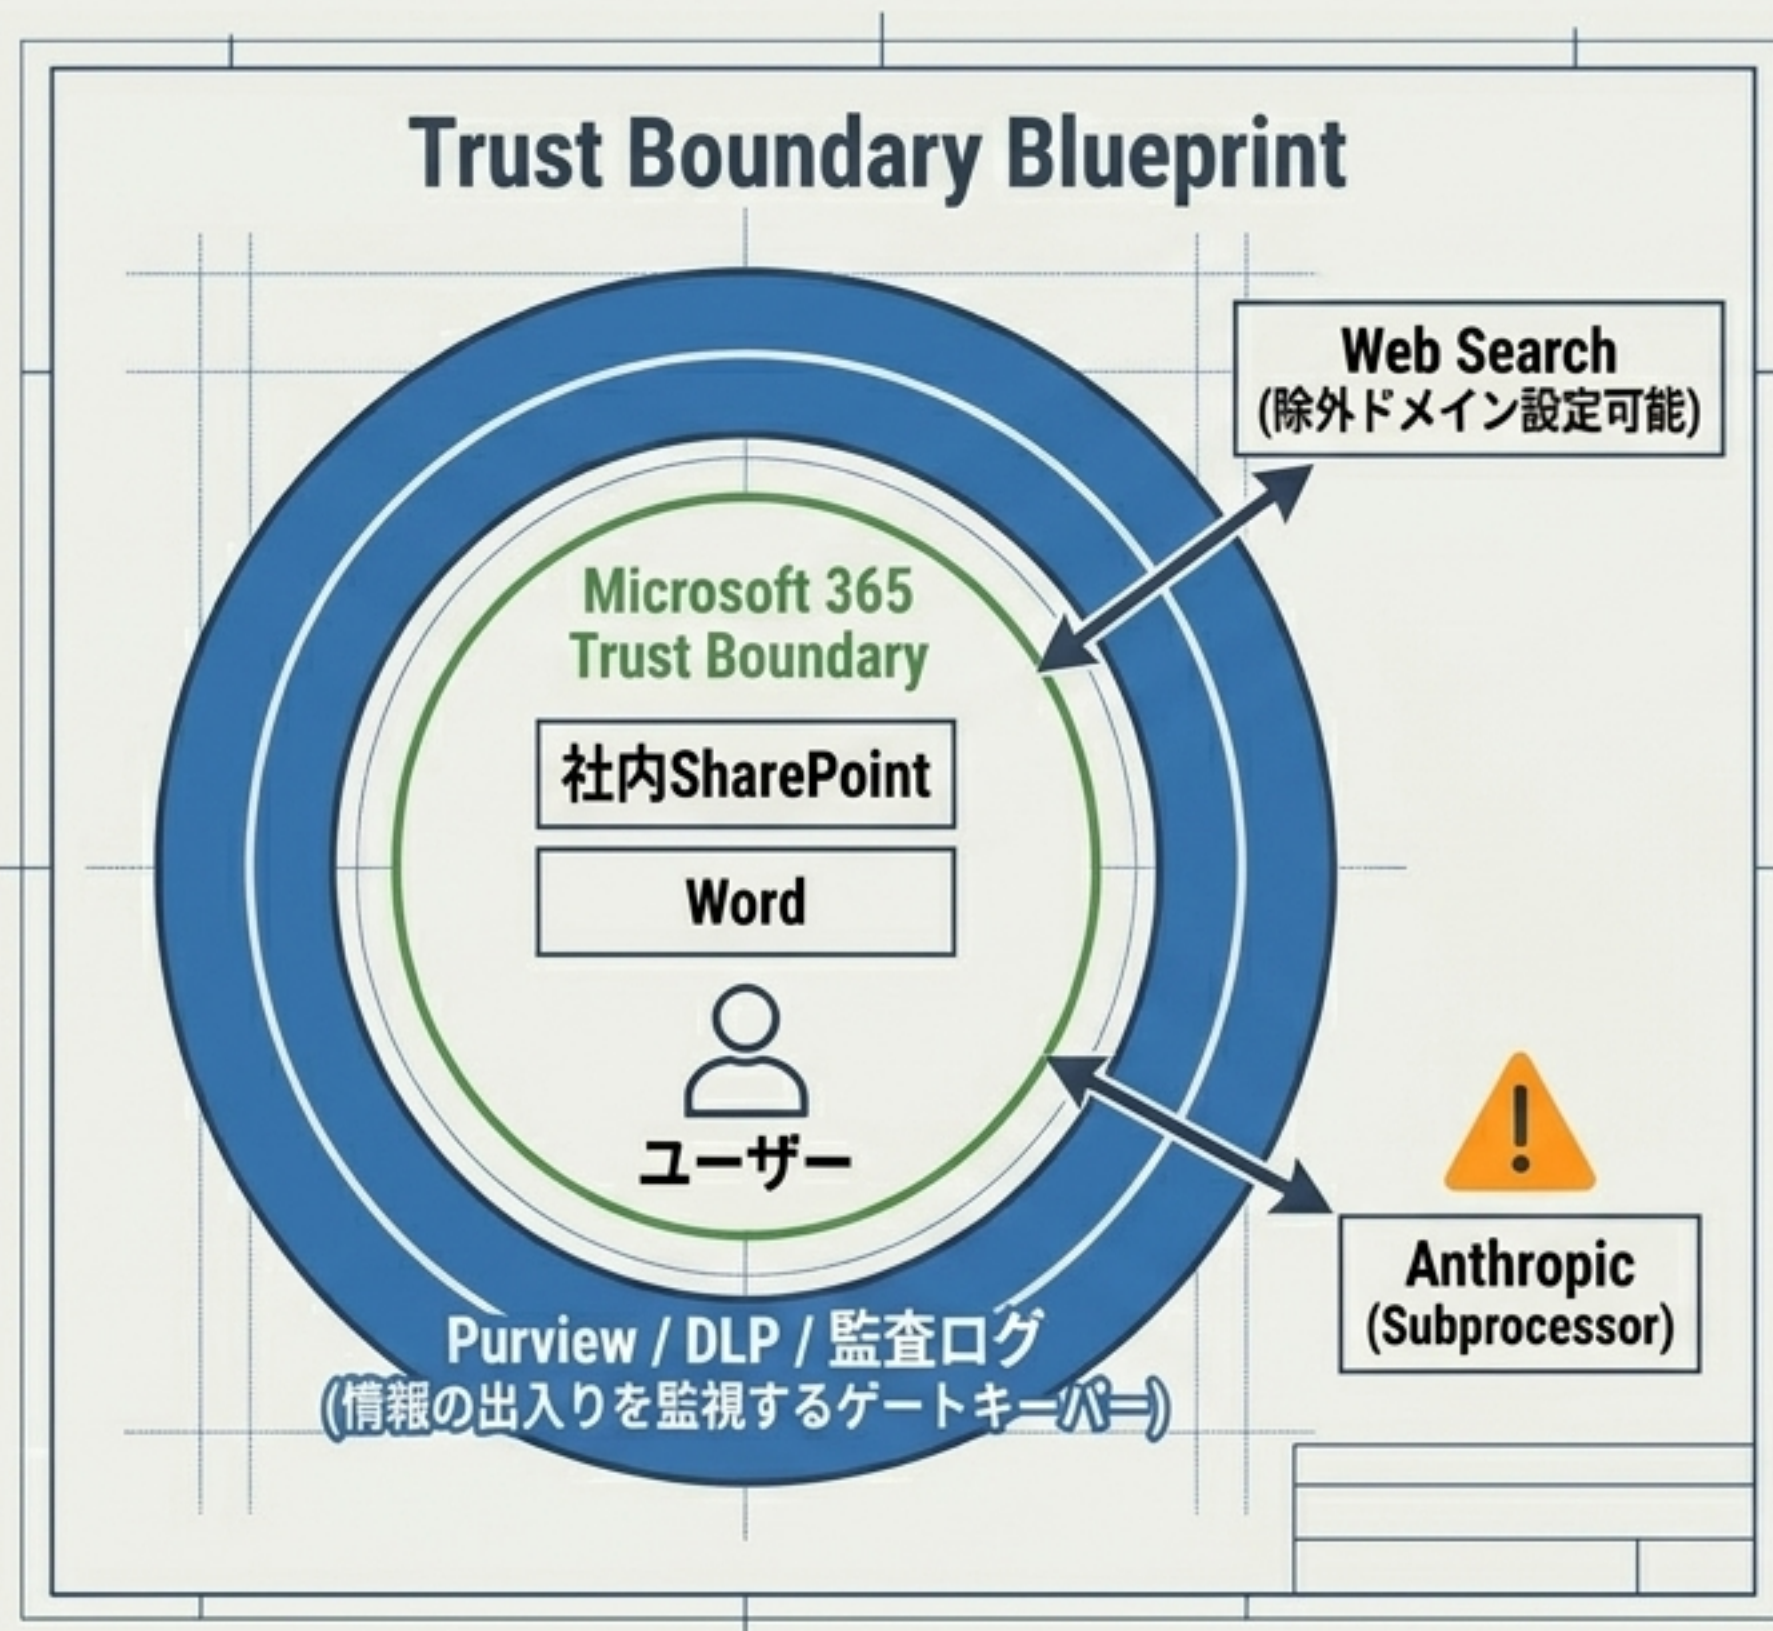 Trust Boundary Blueprint
Web Search
(除外ドメイン設定可能)
Microsoft 365
Trust Boundary
社内SharePoint
Word
ユーザー
Anthropic
(Subprocessor)
Purview / DLP / 監査ログ
(情報の出入りを監視するゲートキーパー)